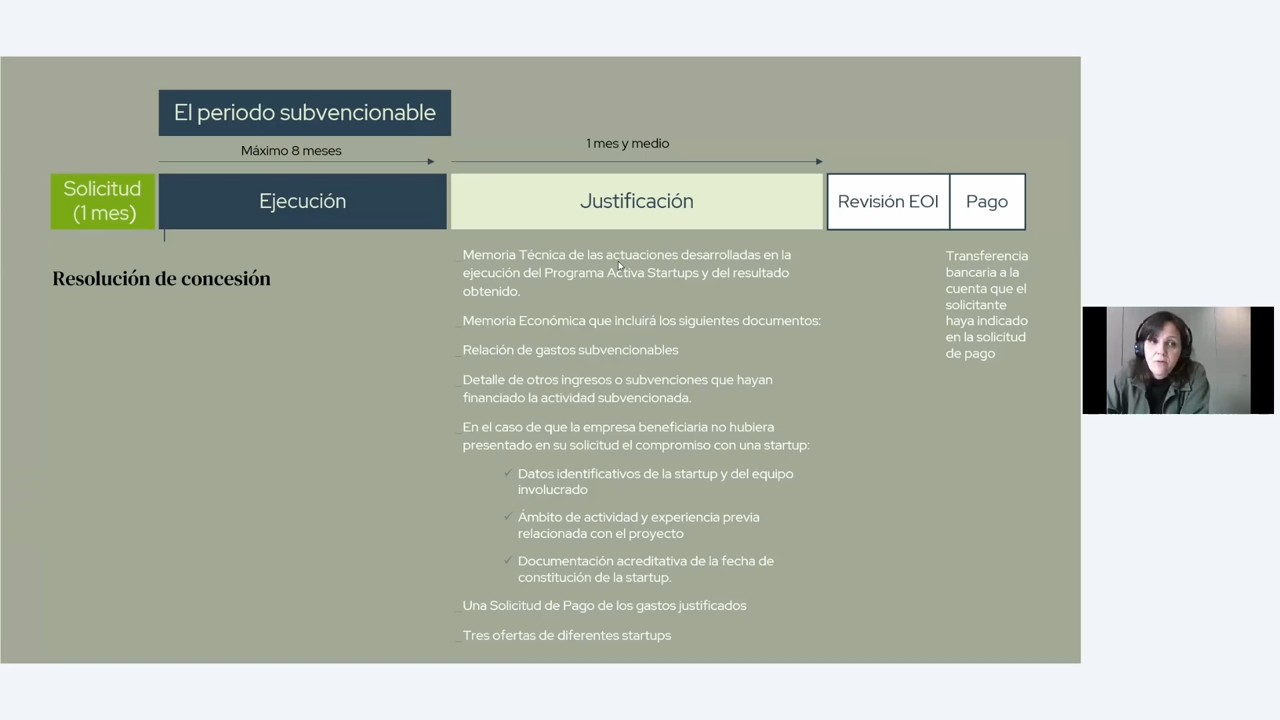 El periodo subvencionable
Máximo 8 meses
1 mes y medio
Solicitud
(1 mes)
Ejecución
Justificación
Revisión EOI
Pago
Resolución de concesión
Memoria Técnica de las actuaciones desarrolladas en la
ejecución del Programa Activa Startups y del resultado
obtenido.
Memoria Económica que incluirá los siguientes documentos:
Relación de gastos subvencionables
Detalle de otros ingresos o subvenciones que hayan
financiado la actividad subvencionada.
En el caso de que la empresa beneficiaria no hubiera
presentado en su solicitud el compromiso con una startup:
✓ Datos identificativos de la startup y del equipo
involucrado
✓ Ámbito de actividad y experiencia previa
relacionada con el proyecto
✓ Documentación acreditativa de la fecha de
constitución de la startup.
Una Solicitud de Pago de los gastos justificados
Tres ofertas de diferentes startups
Transferencia
bancaria a la
cuenta que el
solicitante
haya indicado
en la solicitud
de pago